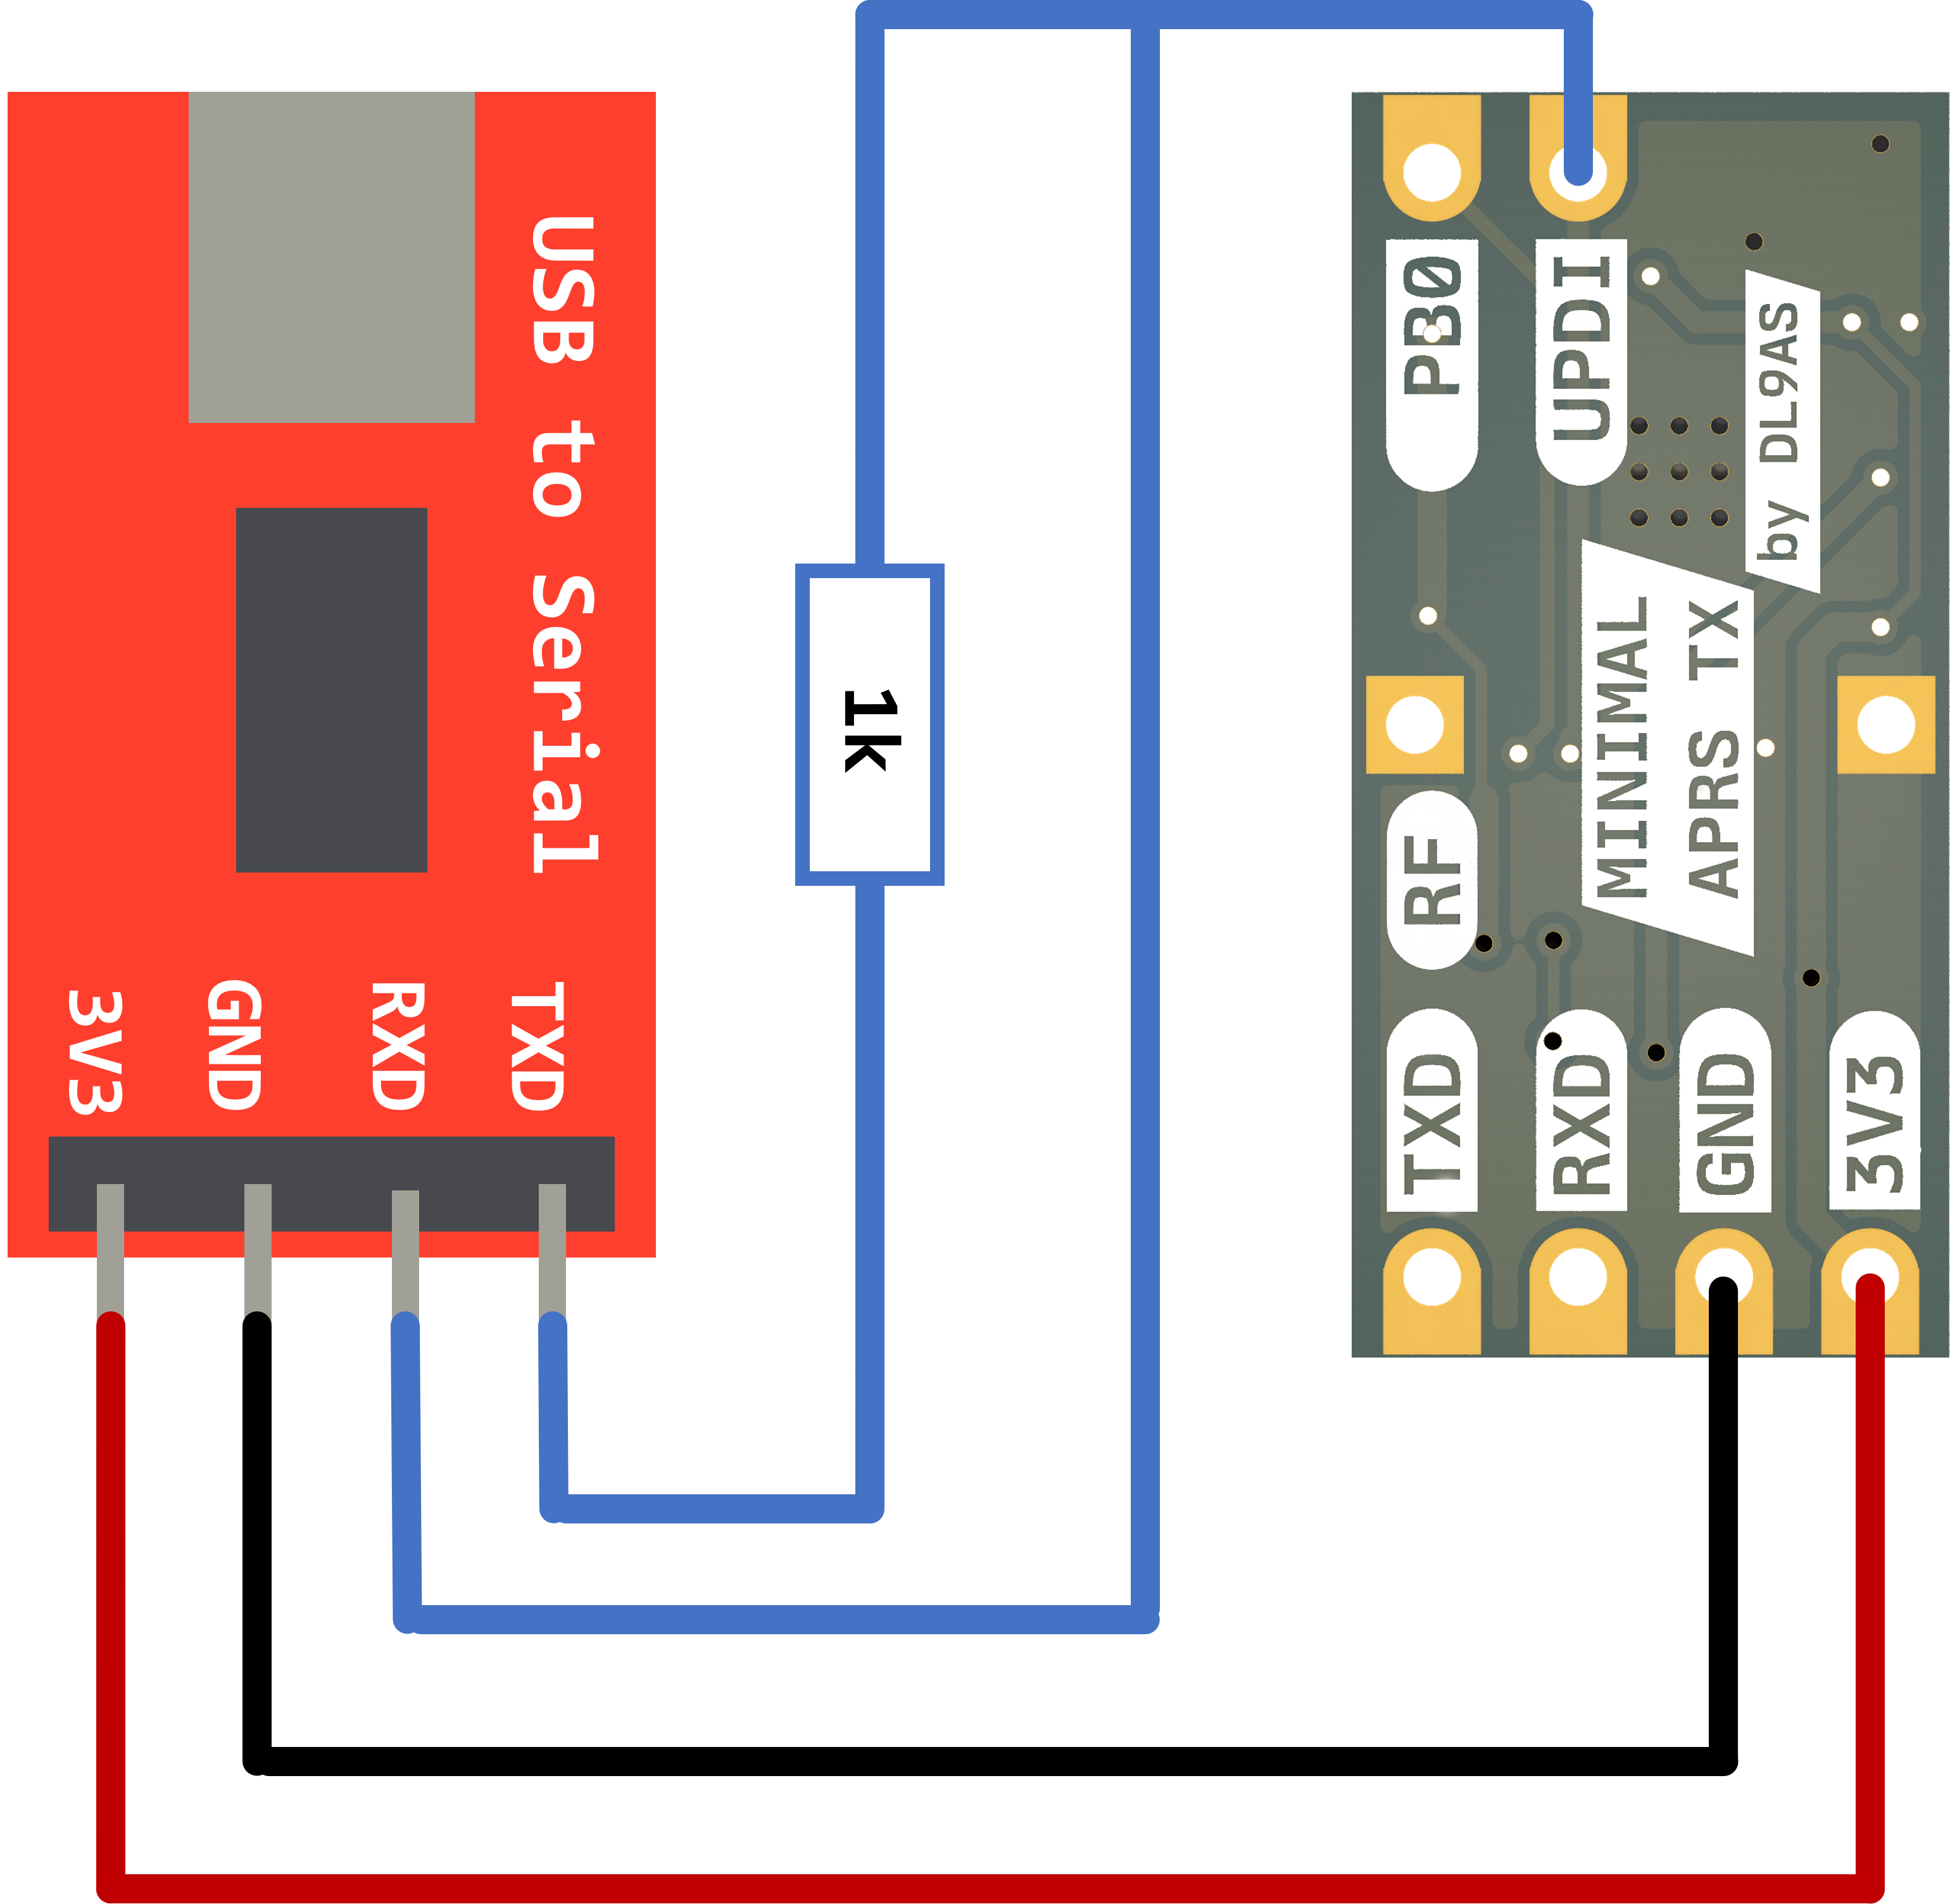 USB to Serial
3V3
GND
RXD
TXD
1k
PB0
UPDI
by DL9AS
MINIMAL
APRS TX
RF
TXD
RXD
GND
3V3